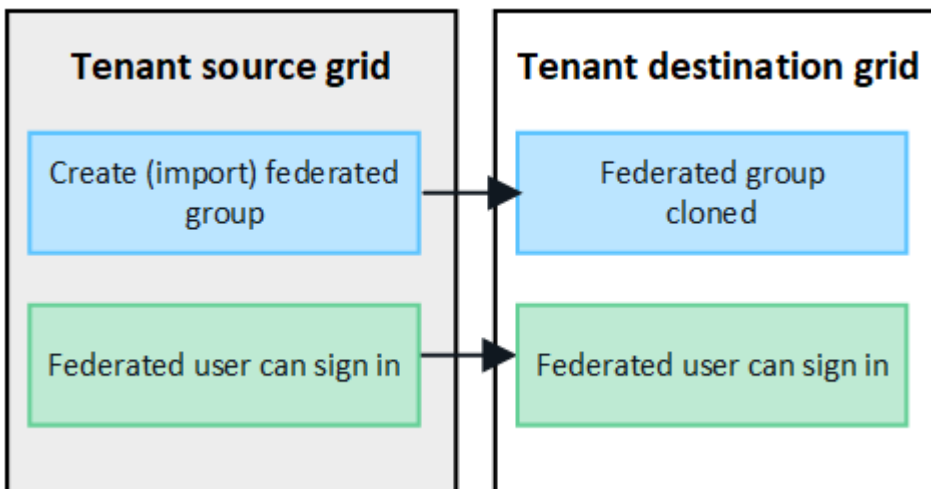 Tenant source grid
Create (import) federated
group
Federated user can sign in
Tenant destination grid
Federated group
cloned
Federated user can sign in